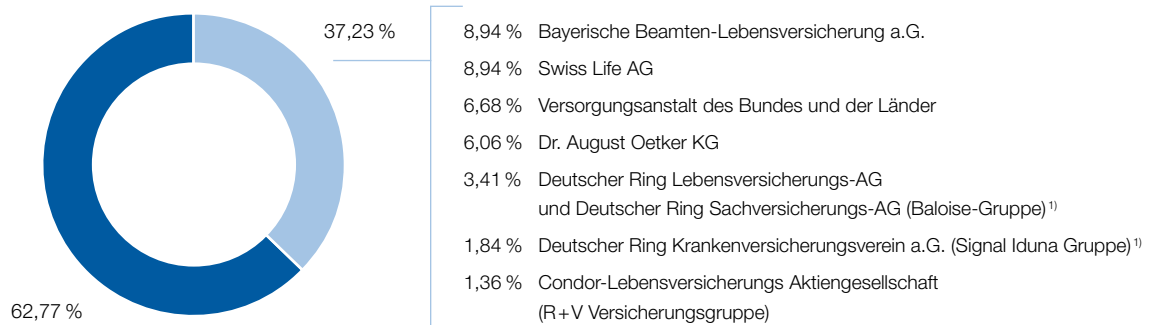 37,23 %
8,94 % Bayerische Beamten-Lebensversicherung a.G.
8,94 % Swiss Life AG
6,68 % Versorgungsanstalt des Bundes und der Länder
6,06 % Dr. August Oetker KG
3,41 % Deutscher Ring Lebensversicherungs-AG
und Deutscher Ring Sachversicherungs-AG (Baloise-Gruppe) 1)
1,84 % Deutscher Ring Krankenversicherungsverein a.G. (Signal Iduna Gruppe) 1)
1,36 % Condor-Lebensversicherungs Aktiengesellschaft
(R+V Versicherungsgruppe)
62,77 %